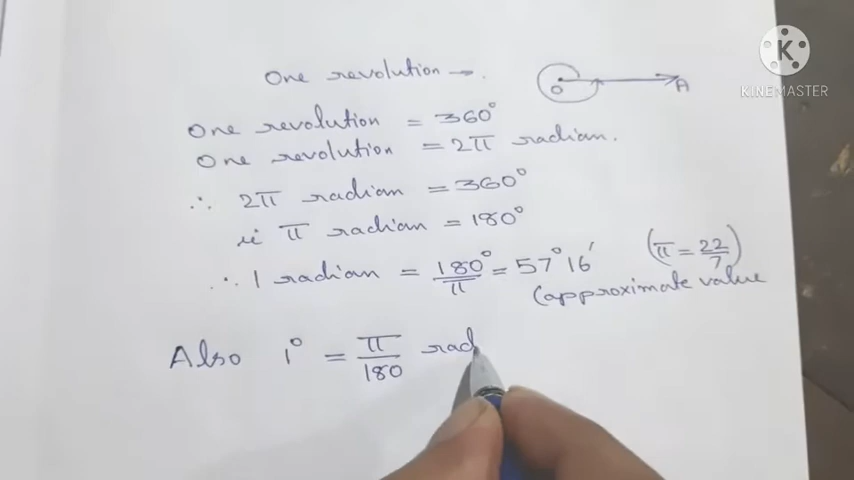 One revolution →.
O A
One revolution = 360°
One revolution = 2π radian.
∴ 2π radian = 360°
ie π radian = 180°
∴ 1 radian = 180°/π = 57° 16′ (π = 22/7)
(approximate value
Also 1° = π/180 rad
K
KINEMASTER